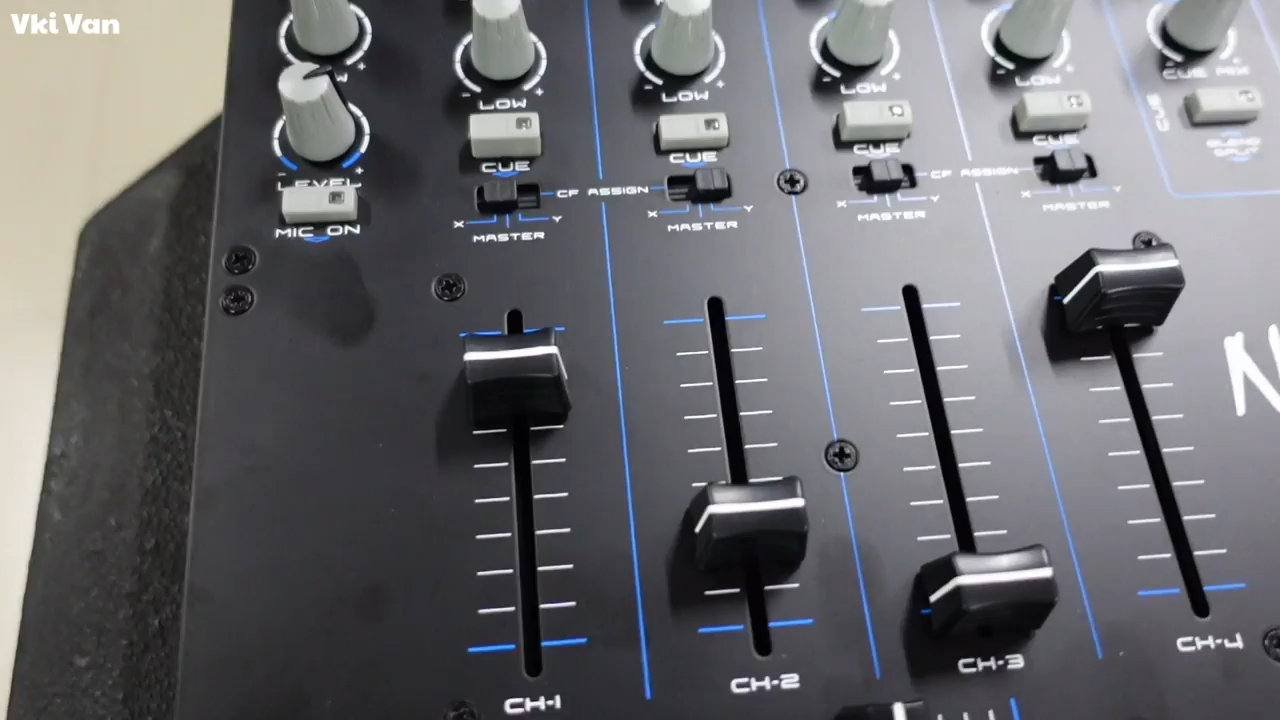 Vki Van
LOW
LOW
LOW
LOW
CUE MIX
LEVEL
CUE
CUE
CUE
CUE
CUE
MIC ON
CF ASSIGN
CF ASSIGN
X Y
X Y
X Y
X Y
MASTER
MASTER
MASTER
MASTER
N
CH-1
CH-2
CH-3
CH-4